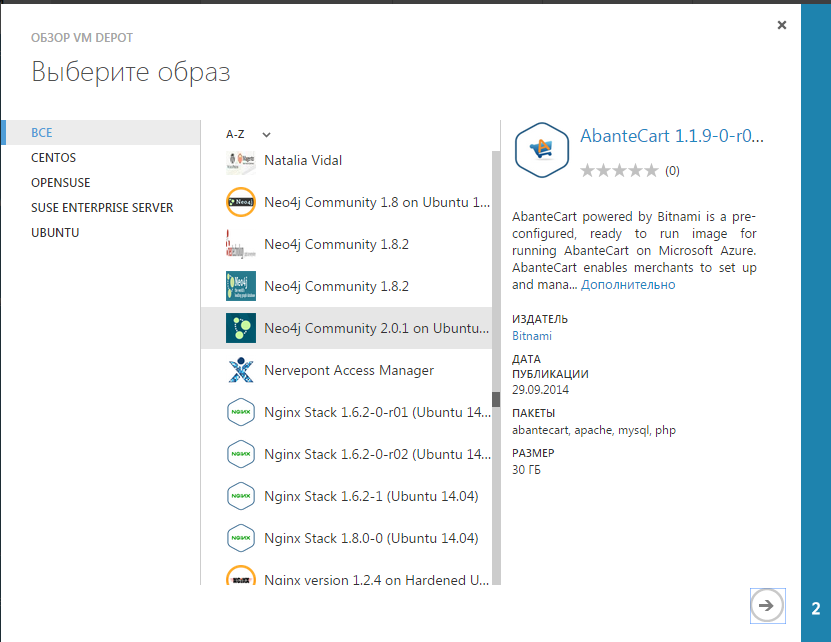 ОБЗОР VM DEPOT
Выберите образ
ВСЕ
CENTOS
OPENSUSE
SUSE ENTERPRISE SERVER
UBUNTU
A-Z
Natalia Vidal
Neo4j Community 1.8 on Ubuntu 1...
Neo4j Community 1.8.2
Neo4j Community 1.8.2
Neo4j Community 2.0.1 on Ubuntu...
Nervepont Access Manager
Nginx Stack 1.6.2-0-r01 (Ubuntu 14...
Nginx Stack 1.6.2-0-r02 (Ubuntu 14...
Nginx Stack 1.6.2-1 (Ubuntu 14.04)
Nginx Stack 1.8.0-0 (Ubuntu 14.04)
Nginx version 1.2.4 on Hardened U...
AbanteCart 1.1.9-0-r0...
(0)
AbanteCart powered by Bitnami is a pre-
configured, ready to run image for
running AbanteCart on Microsoft Azure.
AbanteCart enables merchants to set up
and mana... Дополнительно
ИЗДАТЕЛЬ
Bitnami
ДАТА
ПУБЛИКАЦИИ
29.09.2014
ПАКЕТЫ
abantecart, apache, mysql, php
РАЗМЕР
30 ГБ
2